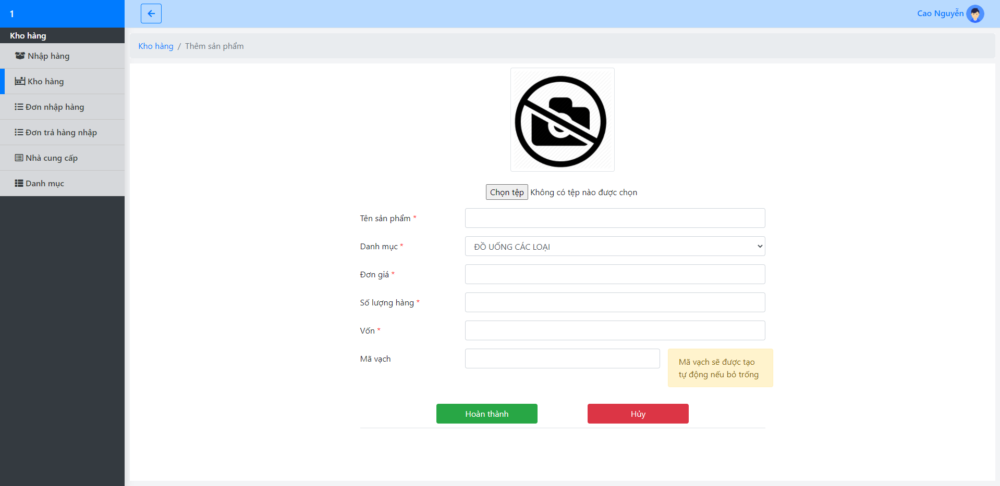 1
Cao Nguyễn
Kho hàng
Nhập hàng
Kho hàng
Đơn nhập hàng
Đơn trả hàng nhập
Nhà cung cấp
Danh mục
Kho hàng / Thêm sản phẩm
Chọn tệp Không có tệp nào được chọn
Tên sản phẩm *
Danh mục *
ĐỒ UỐNG CÁC LOẠI
Đơn giá *
Số lượng hàng *
Vốn *
Mã vạch
Mã vạch sẽ được tạo
tự động nếu bỏ trống
Hoàn thành
Hủy